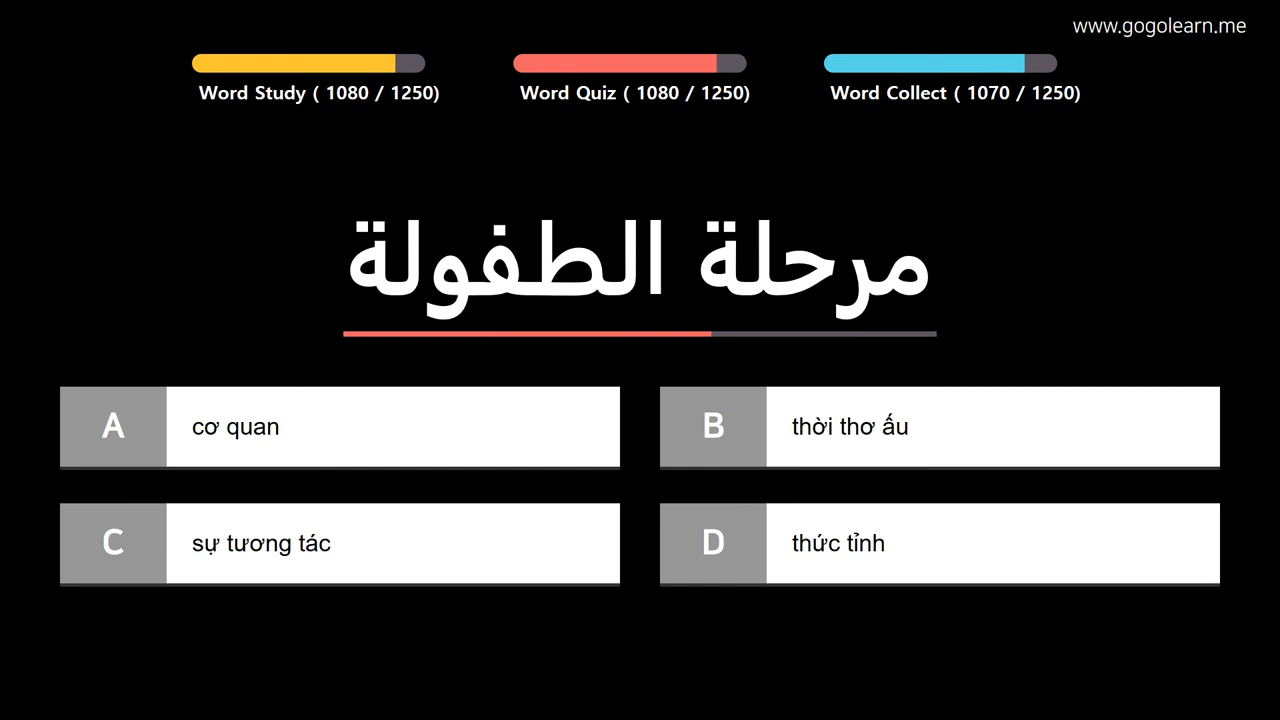 www.gogolearn.me
Word Study ( 1080 / 1250)
Word Quiz ( 1080 / 1250)
Word Collect ( 1070 / 1250)
مرحلة الطفولة
A
cơ quan
B
thời thơ ấu
C
sự tương tác
D
thức tỉnh